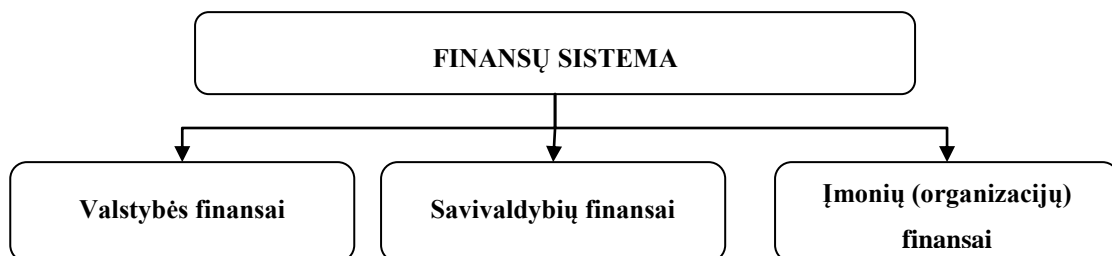 FINANSŲ SISTEMA
Valstybės finansai
Savivaldybių finansai
Įmonių (organizacijų)
finansai